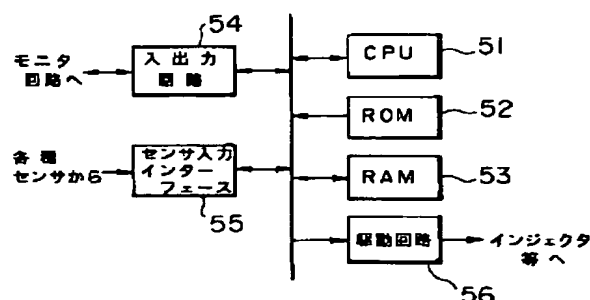 54
モニタ
回路へ
入出力
回路
CPU
51
ROM
52
各種
センサから
センサ入力
インター
フェース
55
RAM
53
駆動回路
インジェクタ
等へ
56